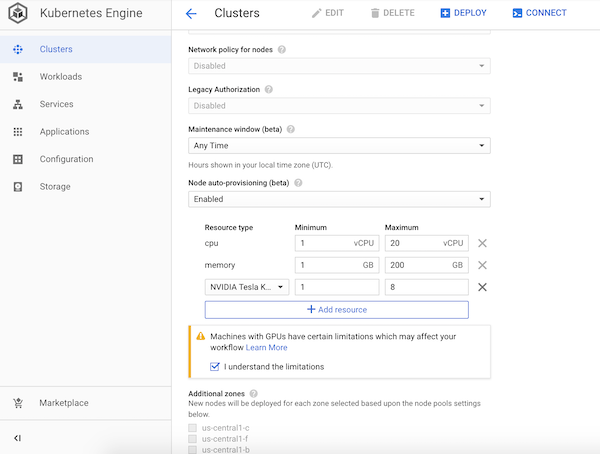 Kubernetes Engine
Clusters
EDIT
DELETE
DEPLOY
CONNECT
Clusters
Workloads
Services
Applications
Configuration
Storage
Marketplace
Network policy for nodes
Disabled
Legacy Authorization
Disabled
Maintenance window (beta)
Any Time
Hours shown in your local time zone (UTC).
Node auto-provisioning (beta)
Enabled
Resource type Minimum Maximum
cpu 1 vCPU 20 vCPU
memory 1 GB 200 GB
NVIDIA Tesla K... 1 8
Add resource
Machines with GPUs have certain limitations which may affect your
workflow Learn More
I understand the limitations
Additional zones
New nodes will be deployed for each zone selected based upon the node pools settings
below.
us-central1-c
us-central1-f
us-central1-b